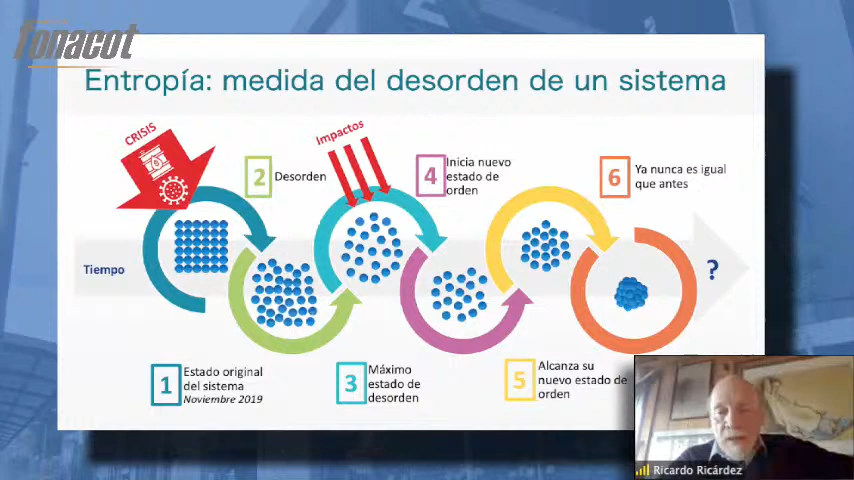 fonacot
Entropía: medida del desorden de un sistema
CRISIS
Impactos
2
Desorden
4
Inicia nuevo
estado de
orden
6
Ya nunca es igual
que antes
Tiempo
?
1
Estado original
del sistema
Noviembre 2019
3
Máximo
estado de
desorden
5
Alcanza su
nuevo estado de
orden
Ricardo Ricárdez